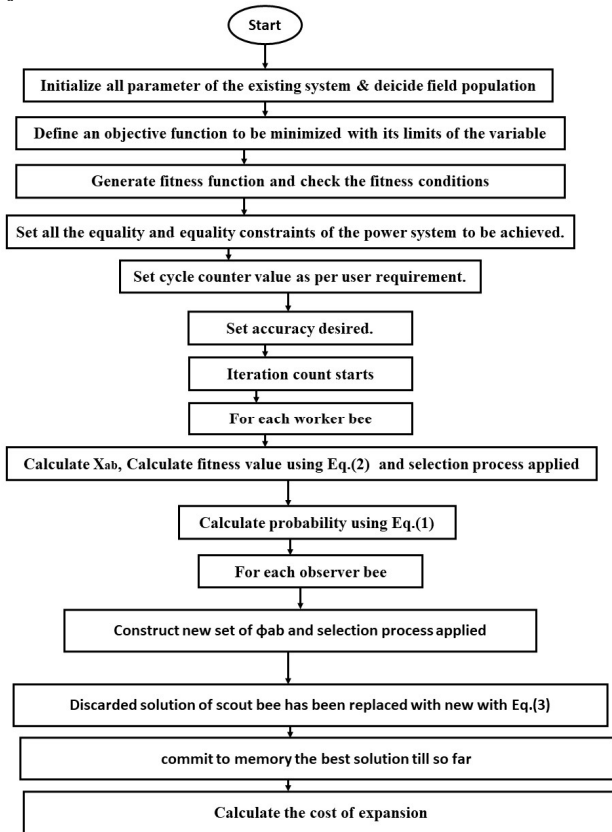 Start
Initialize all parameter of the existing system & deicide field population
Define an objective function to be minimized with its limits of the variable
Generate fitness function and check the fitness conditions
Set all the equality and equality constraints of the power system to be achieved.
Set cycle counter value as per user requirement.
Set accuracy desired.
Iteration count starts
For each worker bee
Calculate Xab, Calculate fitness value using Eq.(2) and selection process applied
Calculate probability using Eq.(1)
For each observer bee
Construct new set of ϕab and selection process applied
Discarded solution of scout bee has been replaced with new with Eq.(3)
commit to memory the best solution till so far
Calculate the cost of expansion